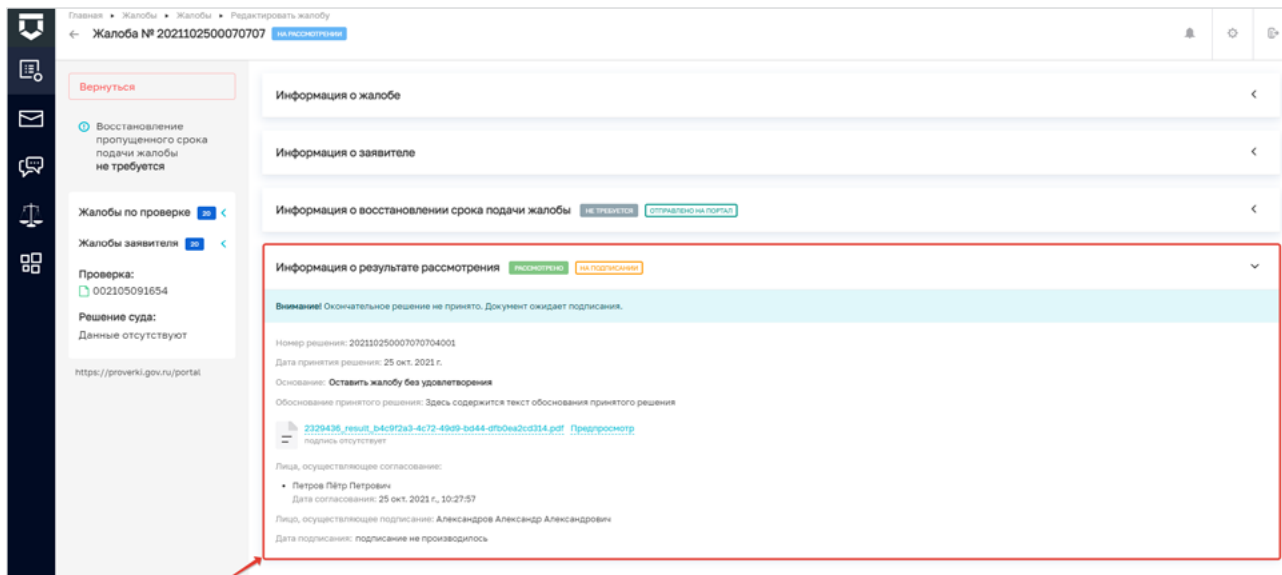 Главная ▸ Жалобы ▸ Жалобы ▸ Редактировать жалобу
← Жалоба № 2021102500070707 НА РАССМОТРЕНИИ
Вернуться
Восстановление
пропущенного срока
подачи жалобы
не требуется
Жалобы по проверке 20
Жалобы заявителя 20
Проверка:
002105091654
Решение суда:
Данные отсутствуют
https://proverki.gov.ru/portal
Информация о жалобе
Информация о заявителе
Информация о восстановлении срока подачи жалобы НЕ ТРЕБУЕТСЯ ОТПРАВЛЕНО НА ПОРТАЛ
Информация о результате рассмотрения РАССМОТРЕНО НА ПОДПИСАНИИ
Внимание! Окончательное решение не принято. Документ ожидает подписания.
Номер решения: 202110250007070704001
Дата принятия решения: 25 окт. 2021 г.
Основание: Оставить жалобу без удовлетворения
Обоснование принятого решения: Здесь содержится текст обоснования принятого решения
2329436_result_b4c9f2a3-4c72-49d9-bd44-dfb0ea2cd314.pdf Предпросмотр
подпись отсутствует
Лица, осуществляющее согласование:
• Петров Пётр Петрович
Дата согласования: 25 окт. 2021 г., 10:27:57
Лицо, осуществляющее подписание: Александров Александр Александрович
Дата подписания: подписание не производилось